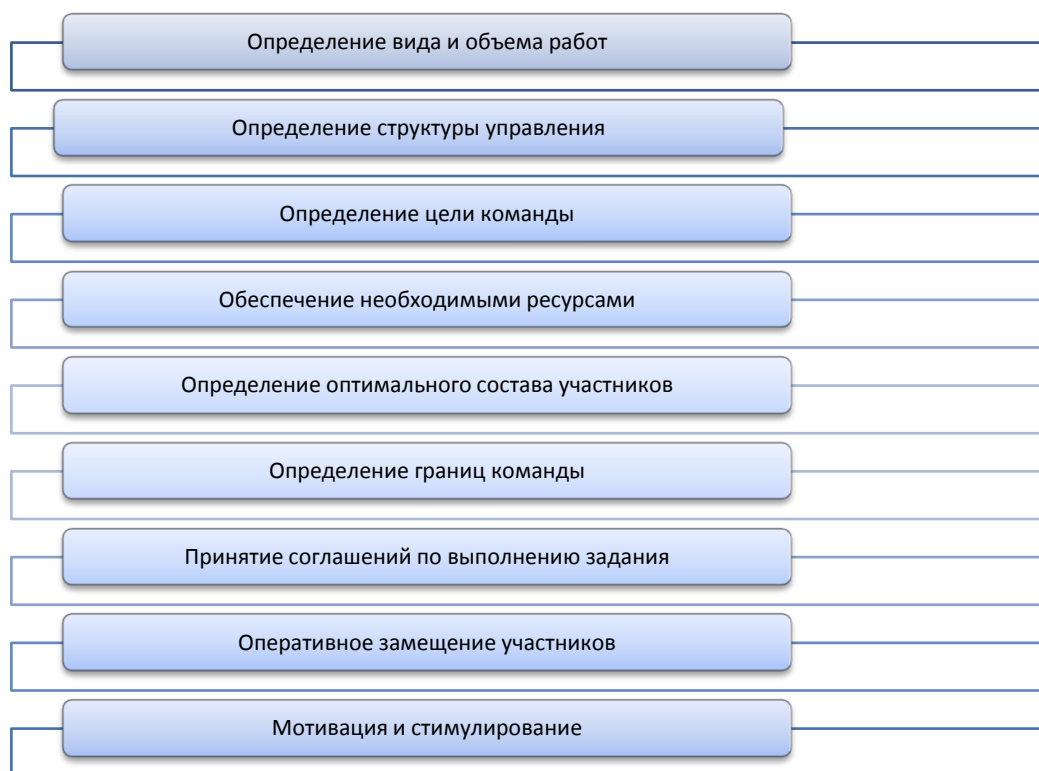 Определение вида и объема работ
Определение структуры управления
Определение цели команды
Обеспечение необходимыми ресурсами
Определение оптимального состава участников
Определение границ команды
Принятие соглашений по выполнению задания
Оперативное замещение участников
Мотивация и стимулирование